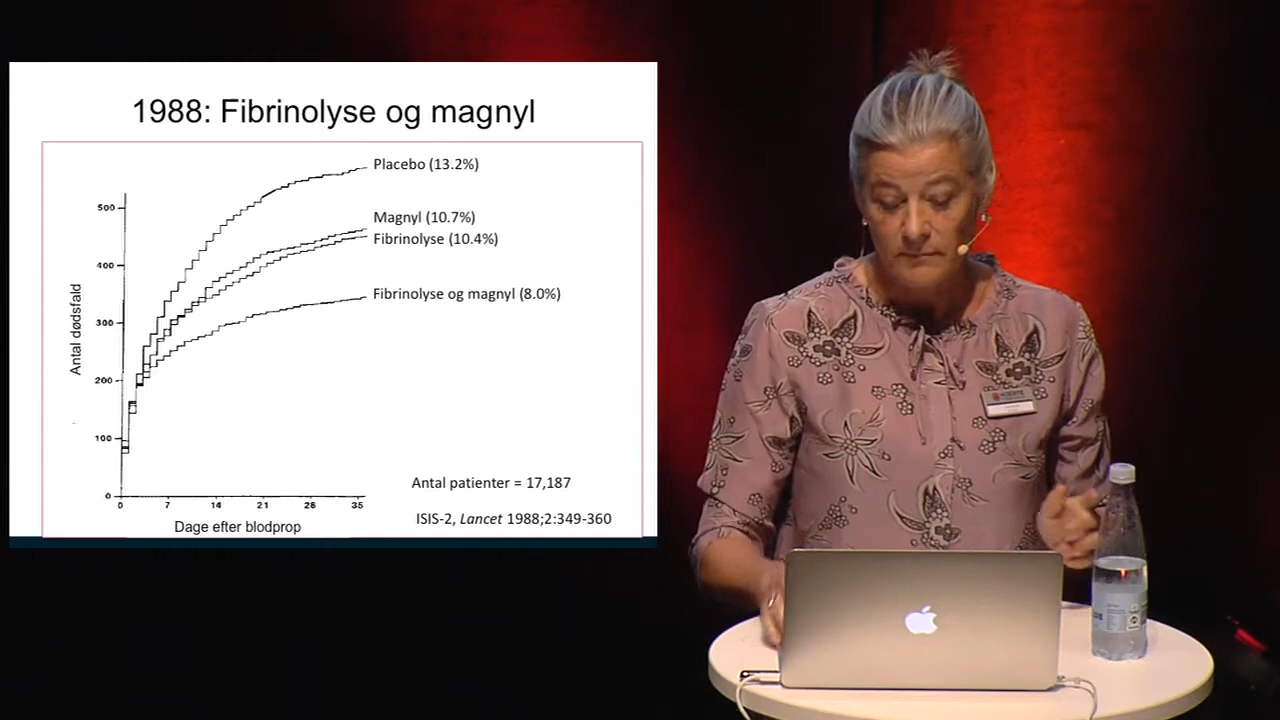 1988: Fibrinolyse og magnyl
Placebo (13.2%)
Magnyl (10.7%)
Fibrinolyse (10.4%)
Fibrinolyse og magnyl (8.0%)
Antal dødsfald
500
400
300
200
100
0
0 7 14 21 28 35
Dage efter blodprop
Antal patienter = 17,187
ISIS-2, Lancet 1988;2:349-360